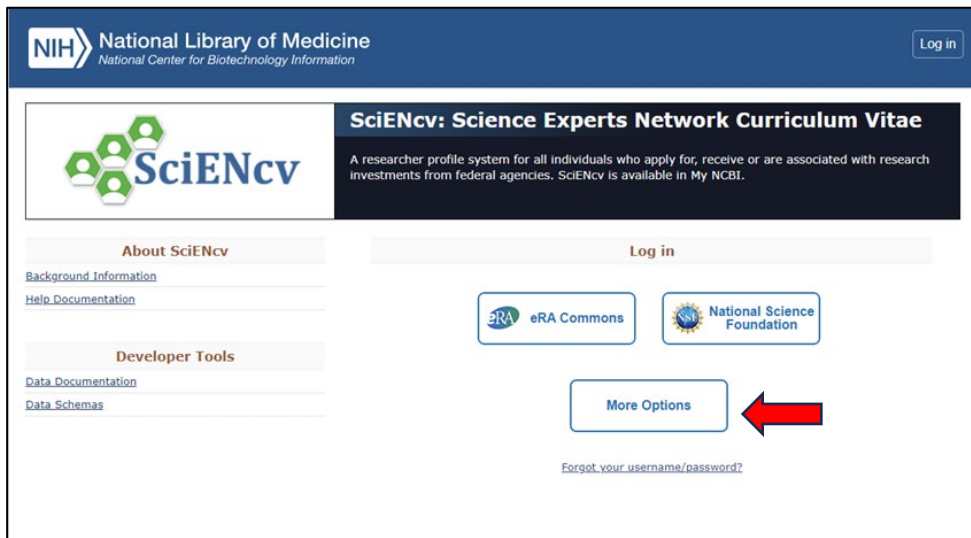 NIH National Library of Medicine
National Center for Biotechnology Information
Log in
SciENcv
SciENcv: Science Experts Network Curriculum Vitae
A researcher profile system for all individuals who apply for, receive or are associated with research
investments from federal agencies. SciENcv is available in My NCBI.
About SciENcv
Background Information
Help Documentation
Developer Tools
Data Documentation
Data Schemas
Log in
eRA eRA Commons
NSF National Science
Foundation
More Options
Forgot your username/password?